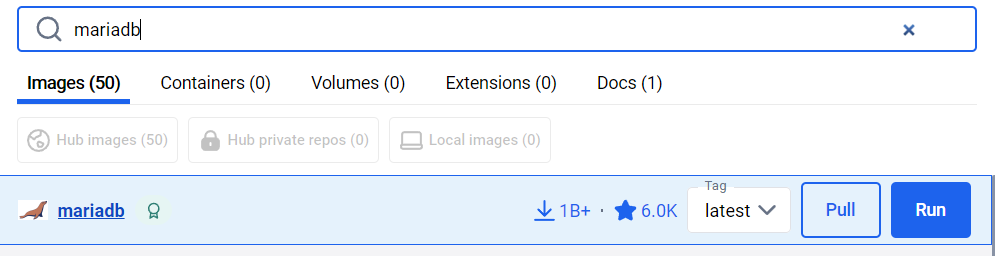 mariadb
Images (50) Containers (0) Volumes (0) Extensions (0) Docs (1)
Hub images (50) Hub private repos (0) Local images (0)
Tag
mariadb 1B+ · 6.0K latest Pull Run